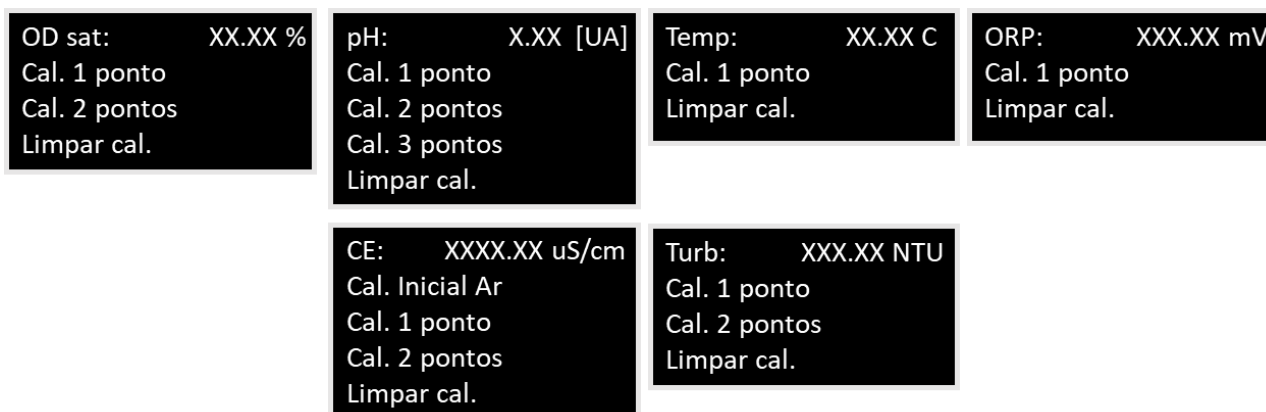 OD sat: XX.XX %
Cal. 1 ponto
Cal. 2 pontos
Limpar cal.
pH: X.XX [UA]
Cal. 1 ponto
Cal. 2 pontos
Cal. 3 pontos
Limpar cal.
Temp: XX.XX C
Cal. 1 ponto
Limpar cal.
ORP: XXX.XX mV
Cal. 1 ponto
Limpar cal.
CE: XXXX.XX uS/cm
Cal. Inicial Ar
Cal. 1 ponto
Cal. 2 pontos
Limpar cal.
Turb: XXX.XX NTU
Cal. 1 ponto
Cal. 2 pontos
Limpar cal.